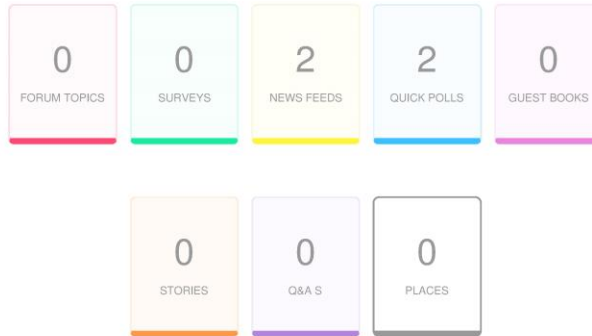 0
FORUM TOPICS
0
SURVEYS
2
NEWS FEEDS
2
QUICK POLLS
0
GUEST BOOKS
0
STORIES
0
Q&A S
0
PLACES